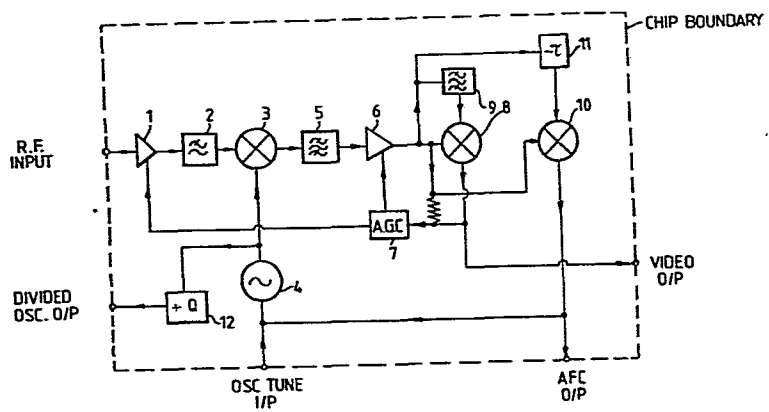 CHIP BOUNDARY
11
-τ
1
2
3
5
6
9
8
10
R.F.
INPUT
A.G.C
7
VIDEO
O/P
4
DIVIDED
OSC. O/P
÷ Q
12
OSC TUNE
I/P
AFC
O/P